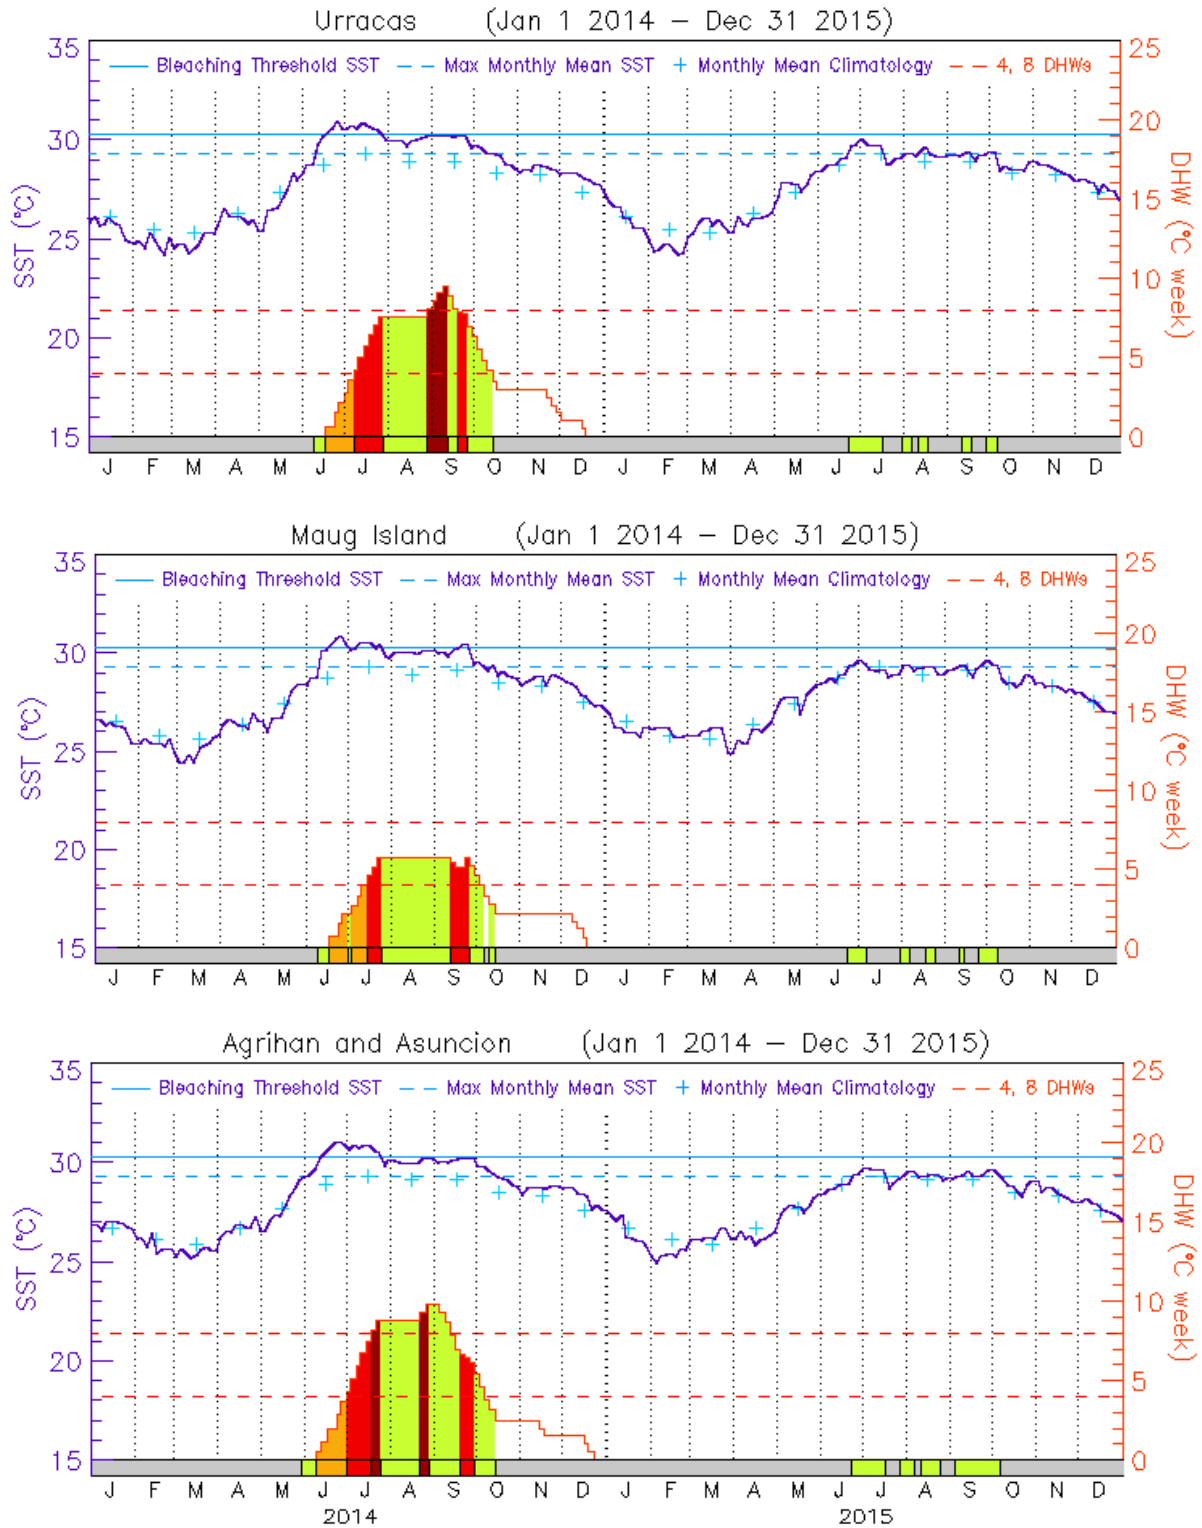 Urracas (Jan 1 2014 – Dec 31 2015)
Bleaching Threshold SST Max Monthly Mean SST Monthly Mean Climatology 4, 8 DHWs
35 25
30 20
25 15
20 10
15 5
0
SST (°C)
DHW (°C week)
J F M A M J J A S O N D J F M A M J J A S O N D
Maug Island (Jan 1 2014 – Dec 31 2015)
Bleaching Threshold SST Max Monthly Mean SST Monthly Mean Climatology 4, 8 DHWs
35 25
30 20
25 15
20 10
15 5
0
SST (°C)
DHW (°C week)
J F M A M J J A S O N D J F M A M J J A S O N D
Agrihan and Asuncion (Jan 1 2014 – Dec 31 2015)
Bleaching Threshold SST Max Monthly Mean SST Monthly Mean Climatology 4, 8 DHWs
35 25
30 20
25 15
20 10
15 5
0
SST (°C)
DHW (°C week)
J F M A M J J A S O N D J F M A M J J A S O N D
2014 2015